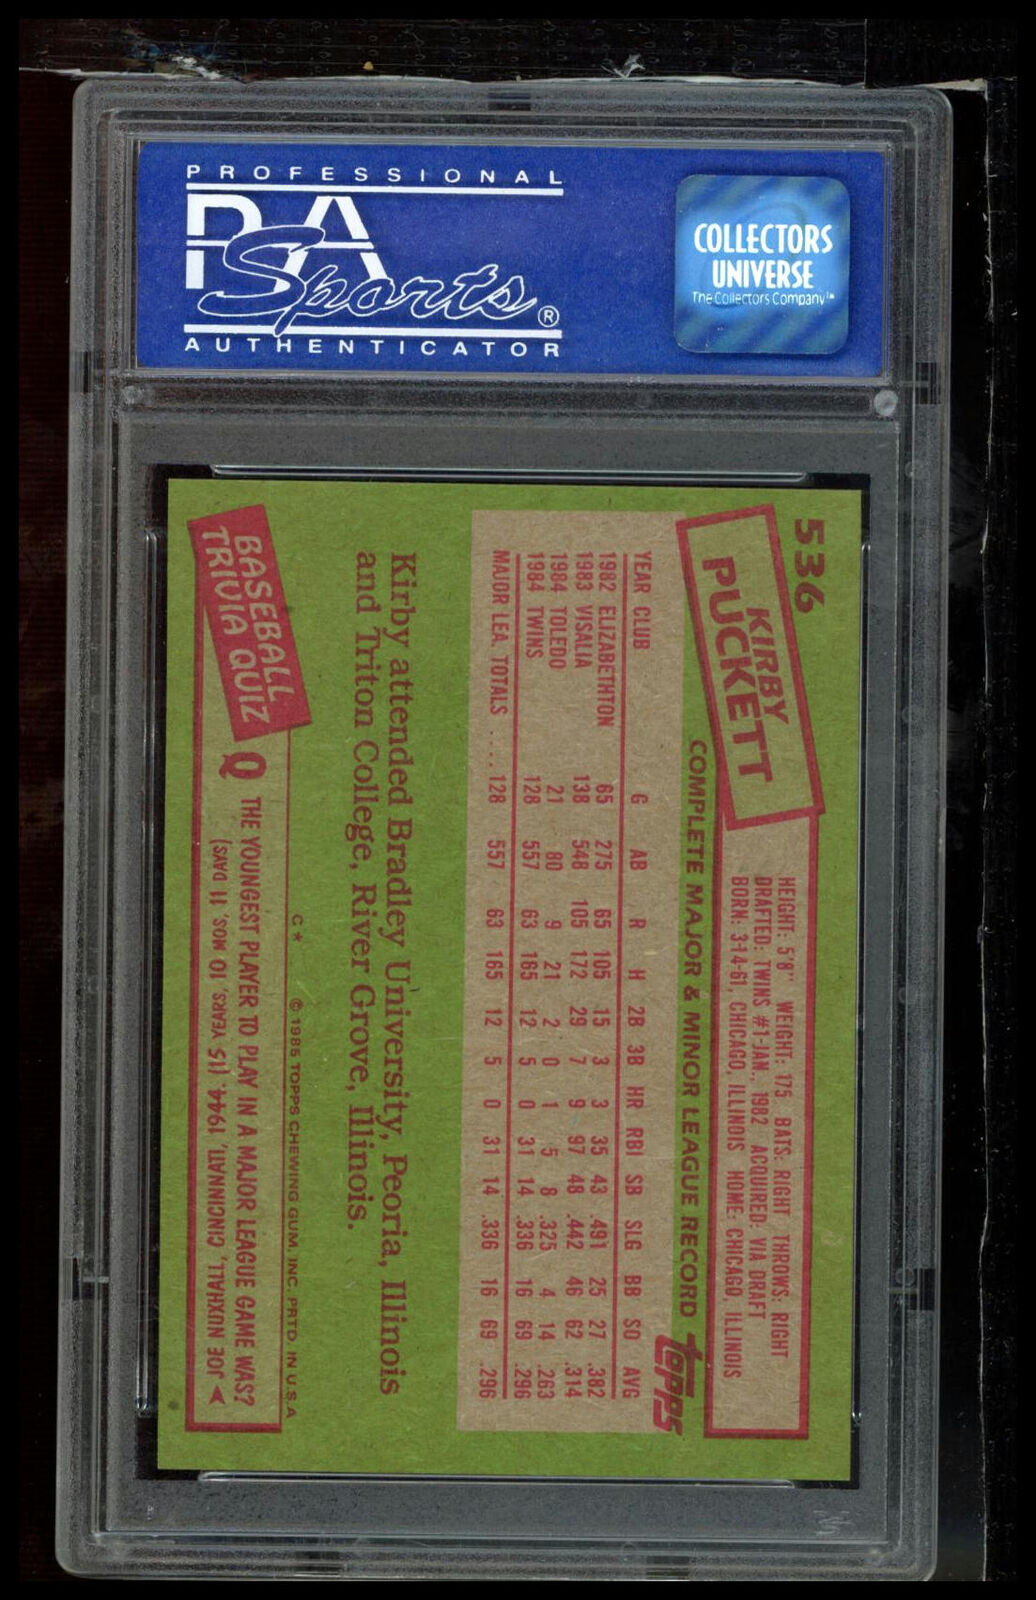 PROFESSIONAL
PSA
Sports®
AUTHENTICATOR
COLLECTORS
UNIVERSE
The Collectors Company™
536
KIRBY
PUCKETT
HEIGHT: 5'8" WEIGHT: 175 BATS: RIGHT THROWS: RIGHT
DRAFTED: TWINS #1-JAN., 1982 ACQUIRED: VIA DRAFT
BORN: 3-14-61, CHICAGO, ILLINOIS HOME: CHICAGO, ILLINOIS
COMPLETE MAJOR & MINOR LEAGUE RECORD topps
YEAR CLUB G AB R H 2B 3B HR RBI SB SLG BB SO AVG
1982 ELIZABETHTON 65 275 65 105 15 3 3 35 43 .491 25 27 .382
1983 VISALIA 138 548 105 172 29 7 9 97 48 .442 46 62 .314
1984 TOLEDO 21 80 9 21 2 0 1 5 8 .325 4 14 .263
1984 TWINS 128 557 63 165 12 5 0 31 14 .336 16 69 .296
MAJOR LEA. TOTALS .... 128 557 63 165 12 5 0 31 14 .336 16 69 .296
Kirby attended Bradley University, Peoria, Illinois
and Triton College, River Grove, Illinois.
C* © 1985 TOPPS CHEWING GUM, INC. PRTD IN U.S.A
BASEBALL
TRIVIA QUIZ
Q THE YOUNGEST PLAYER TO PLAY IN A MAJOR LEAGUE GAME WAS?
JOE NUXHALL, CINCINNATI, 1944. (15 YEARS, 10 MOS. 11 DAYS)